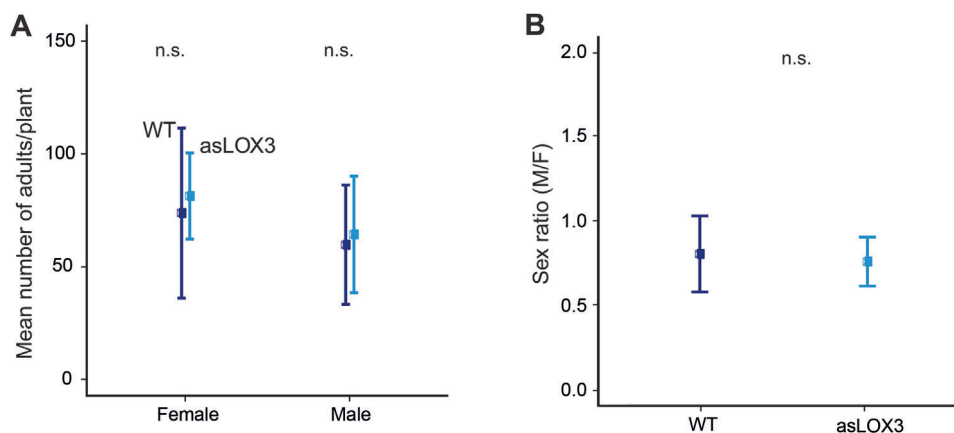 A
Mean number of adults/plant
150
100
50
0
n.s.
n.s.
WT
asLOX3
Female
Male
B
Sex ratio (M/F)
2.0
1.5
1.0
0.5
0.0
n.s.
WT
asLOX3